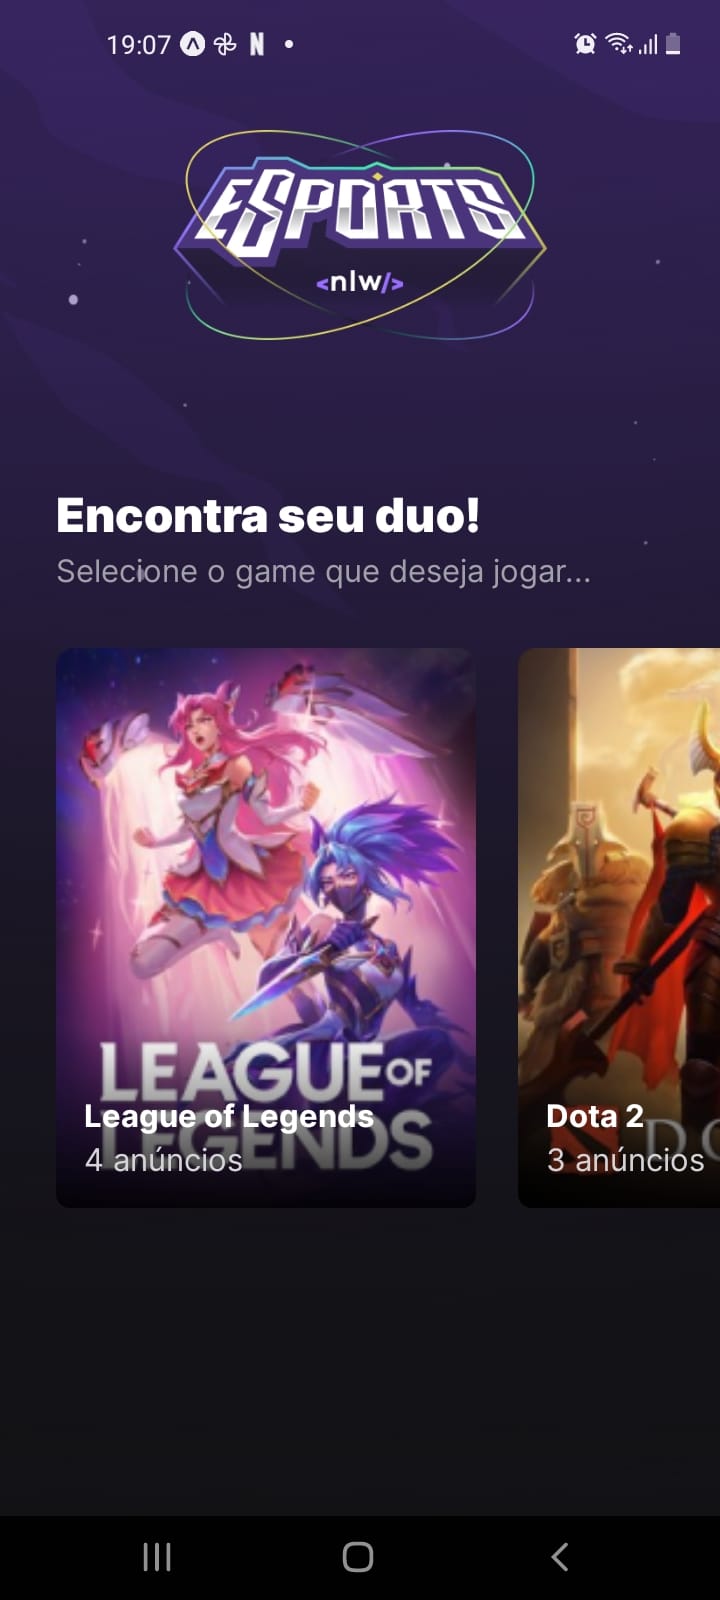 19:07
ESPORTS
<nlw/>
Encontra seu duo!
Selecione o game que deseja jogar...
LEAGUE OF
LEGENDS
League of Legends
4 anúncios
Dota 2
3 anúncios